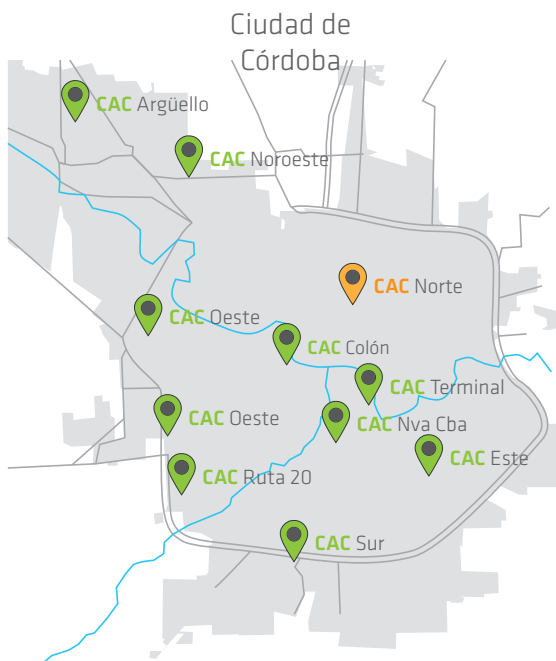 Ciudad de
Córdoba
CAC Argüello
CAC Noroeste
CAC Norte
CAC Oeste
CAC Colón
CAC Terminal
CAC Oeste
CAC Nva Cba
CAC Este
CAC Ruta 20
CAC Sur